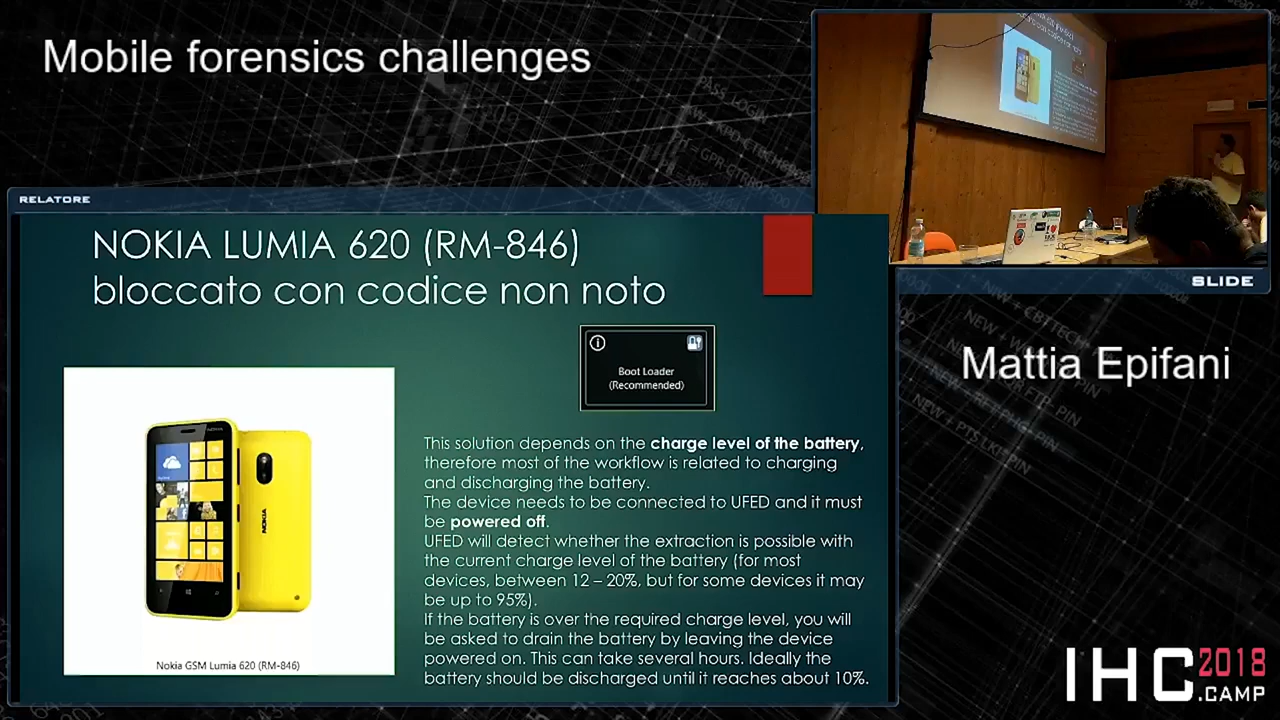 Mobile forensics challenges
RELATORE
NOKIA LUMIA 620 (RM-846)
bloccato con codice non noto
Boot Loader
(Recommended)
This solution depends on the charge level of the battery,
therefore most of the workflow is related to charging
and discharging the battery.
The device needs to be connected to UFED and it must
be powered off.
UFED will detect whether the extraction is possible with
the current charge level of the battery (for most
devices, between 12 – 20%, but for some devices it may
be up to 95%).
If the battery is over the required charge level, you will
be asked to drain the battery by leaving the device
powered on. This can take several hours. Ideally the
battery should be discharged until it reaches about 10%.
NOKIA
Nokia GSM Lumia 620 (RM-846)
SLIDE
Mattia Epifani
IHC 2018
.CAMP